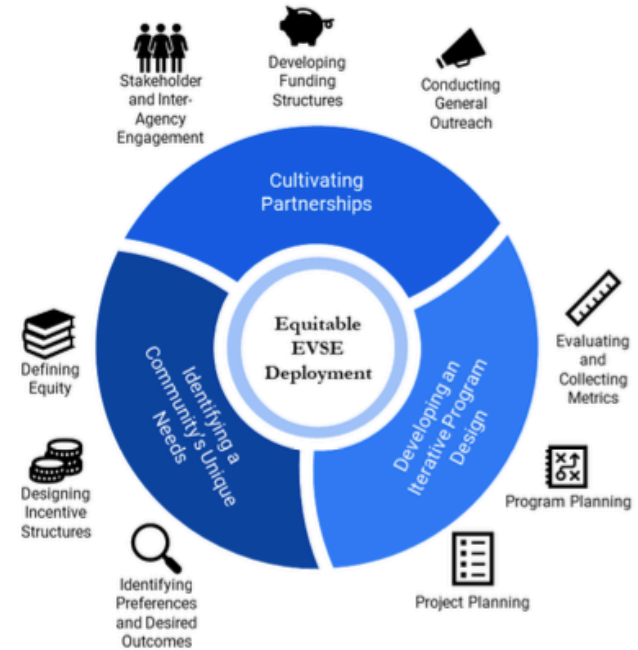 Stakeholder
and Inter-
Agency
Engagement
Developing
Funding
Structures
Conducting
General
Outreach
Cultivating
Partnerships
Equitable
EVSE
Deployment
Identifying a
Community's Unique
Needs
Developing an
Iterative Program
Design
Defining
Equity
Designing
Incentive
Structures
Identifying
Preferences
and Desired
Outcomes
Evaluating
and
Collecting
Metrics
Program Planning
Project Planning